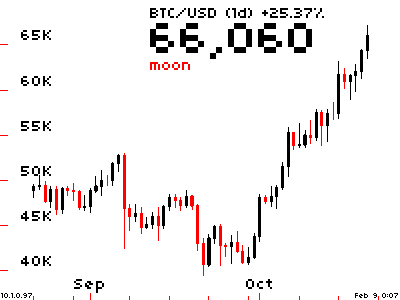 BTC/USD (1d) +25.37%
66,060
moon
65K
60K
55K
50K
45K
40K
Sep Oct
10.1.0.97 Feb 9, 0:07